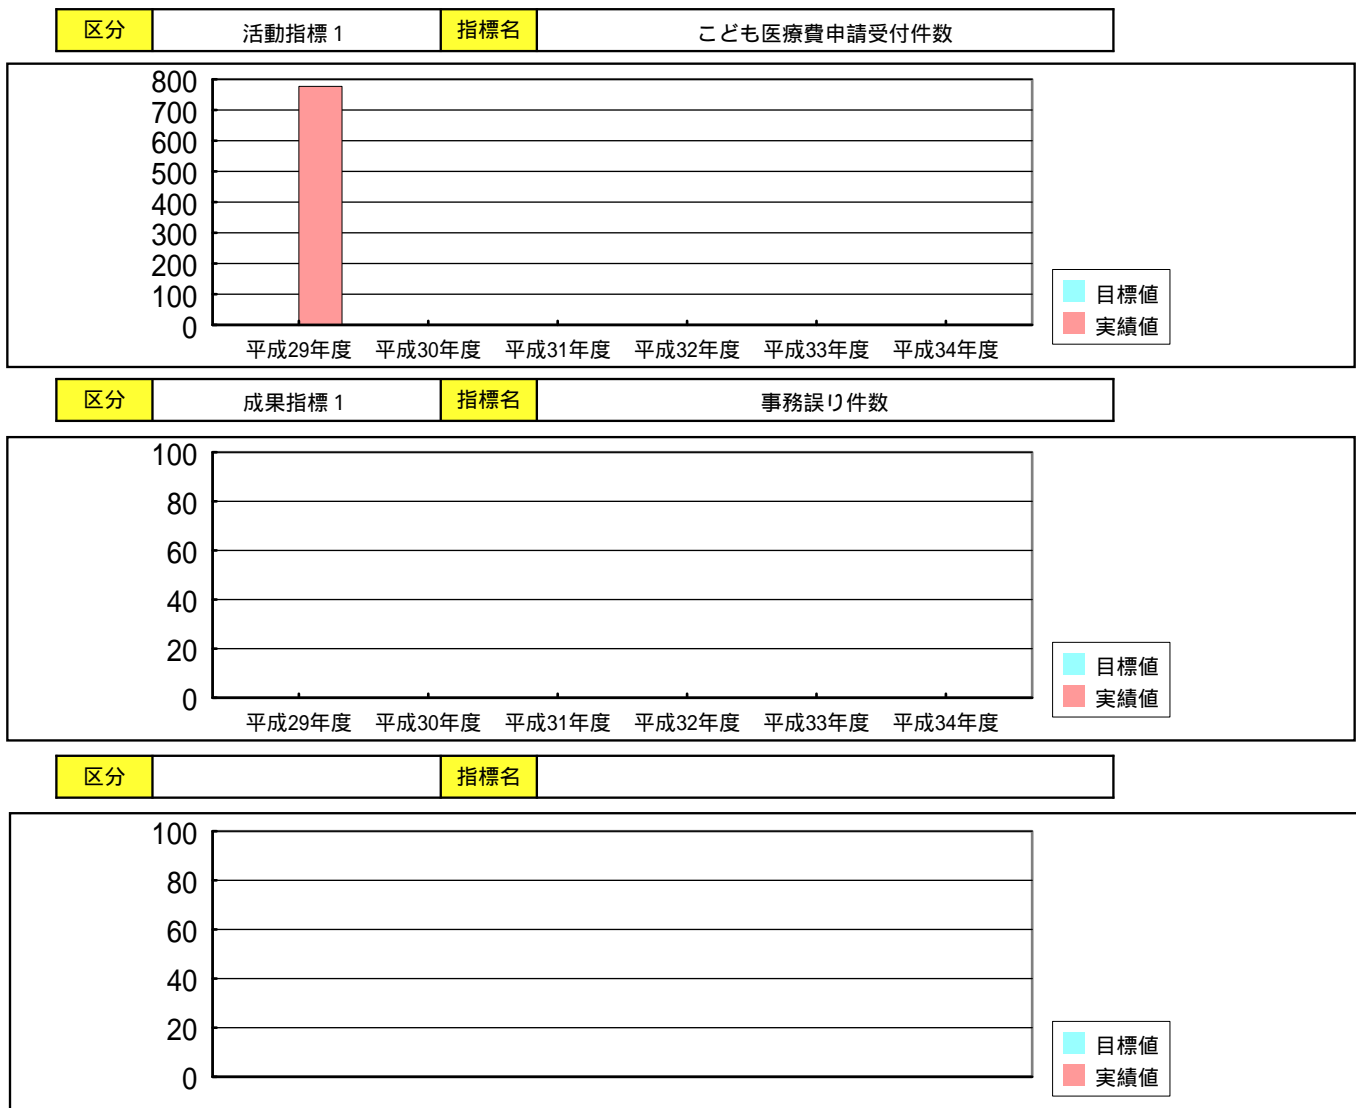 区分 活動指標1 指標名 こども医療費申請受付件数
800
700
600
500
400
300
200
100
0
平成29年度 平成30年度 平成31年度 平成32年度 平成33年度 平成34年度
目標値
実績値
区分 成果指標1 指標名 事務誤り件数
100
80
60
40
20
0
平成29年度 平成30年度 平成31年度 平成32年度 平成33年度 平成34年度
目標値
実績値
区分 指標名
100
80
60
40
20
0
目標値
実績値